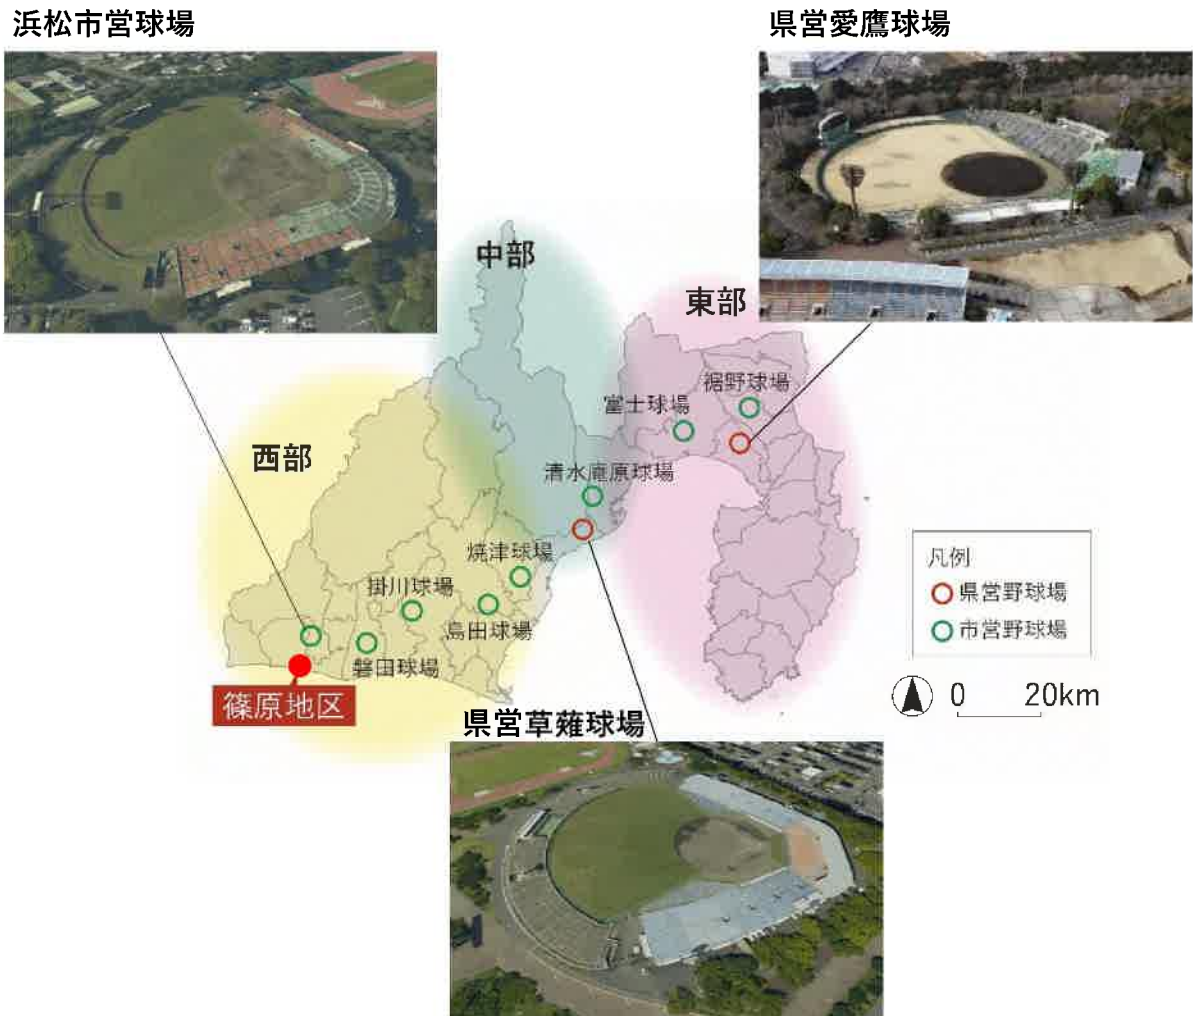 浜松市営球場
県営愛鷹球場
中部
東部
裾野球場
富士球場
西部
清水庵原球場
焼津球場
掛川球場
島田球場
磐田球場
篠原地区
県営草薙球場
凡例
県営野球場
市営野球場
0 20km